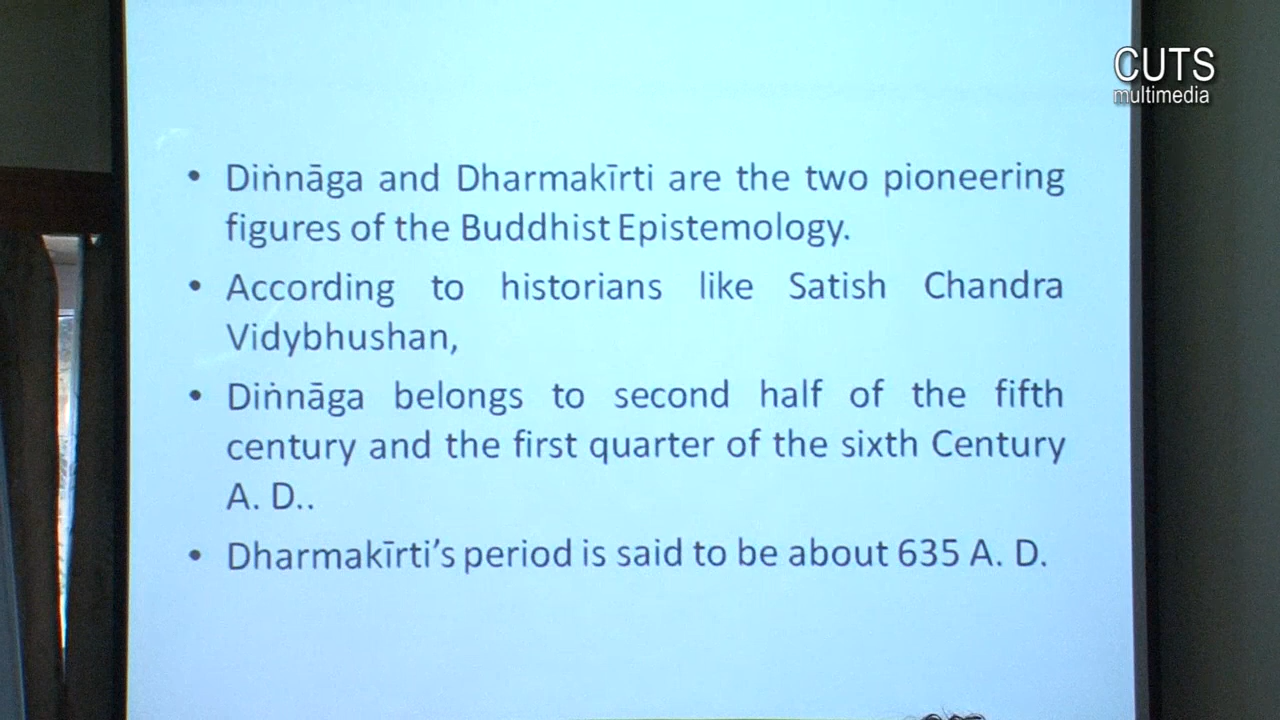 CUTS
multimedia
• Diṅnāga and Dharmakīrti are the two pioneering
figures of the Buddhist Epistemology.
• According to historians like Satish Chandra
Vidybhushan,
• Diṅnāga belongs to second half of the fifth
century and the first quarter of the sixth Century
A. D..
• Dharmakīrti’s period is said to be about 635 A. D.